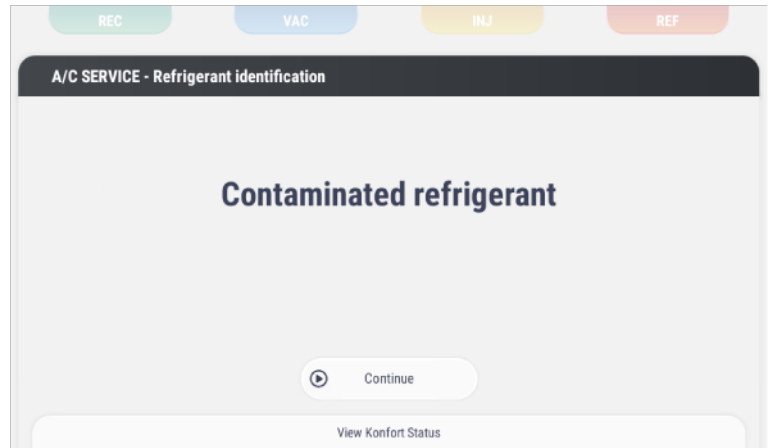 REC VAC INJ REF
A/C SERVICE - Refrigerant identification
Contaminated refrigerant
Continue
View Konfort Status